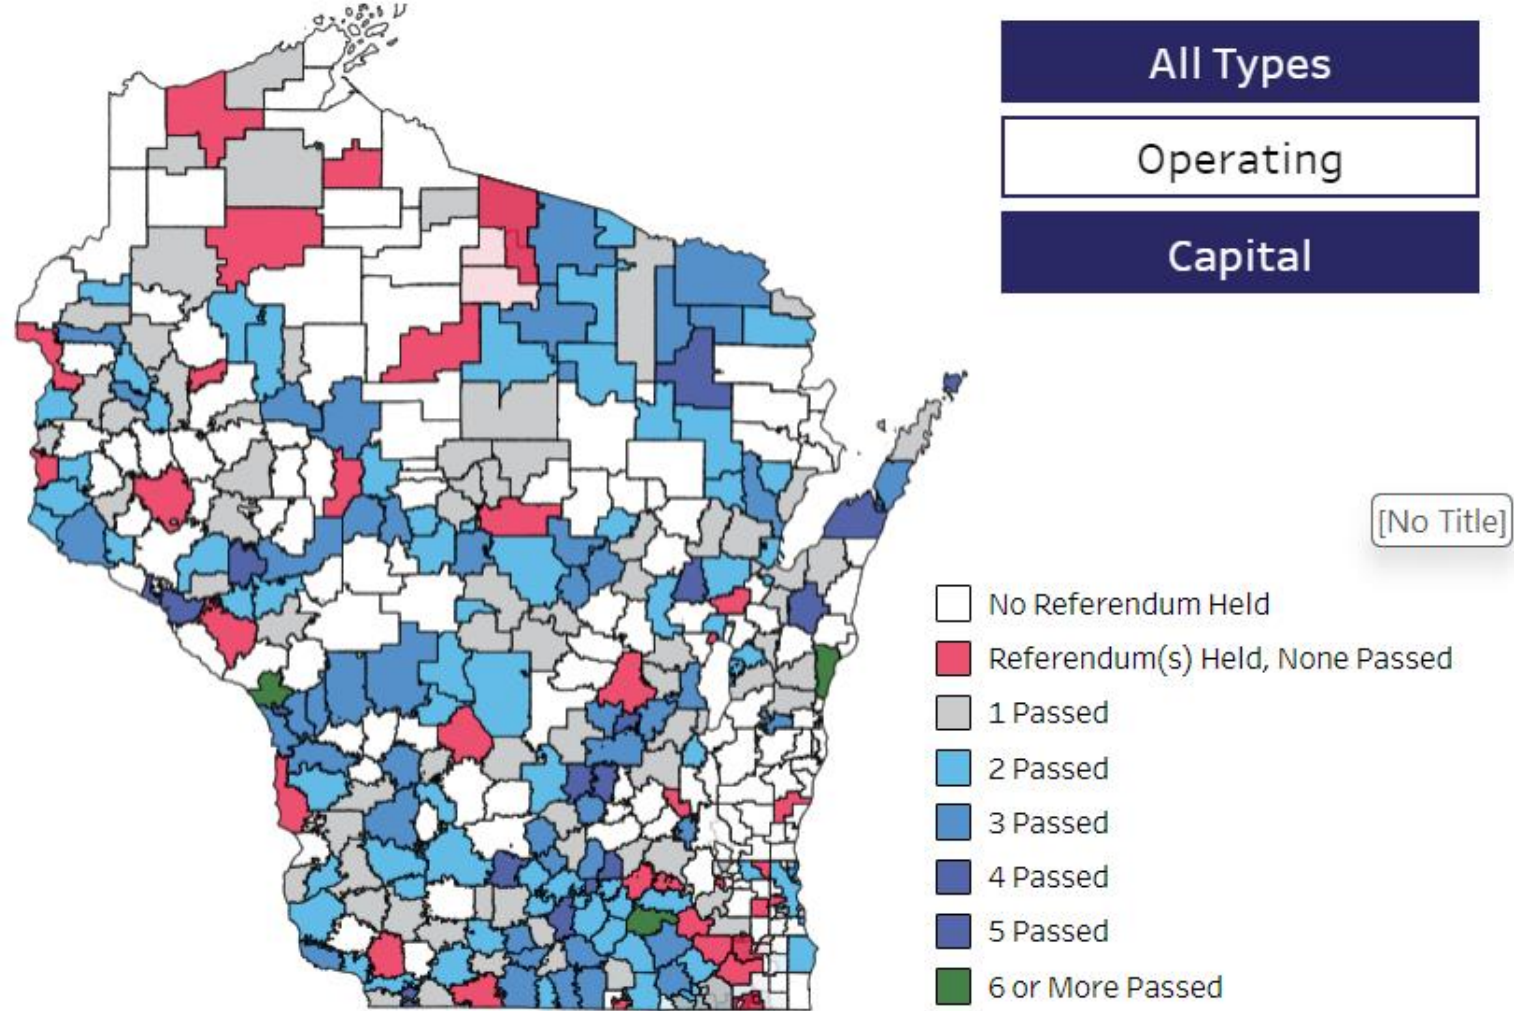 All Types
Operating
Capital
[No Title]
No Referendum Held
Referendum(s) Held, None Passed
1 Passed
2 Passed
3 Passed
4 Passed
5 Passed
6 or More Passed